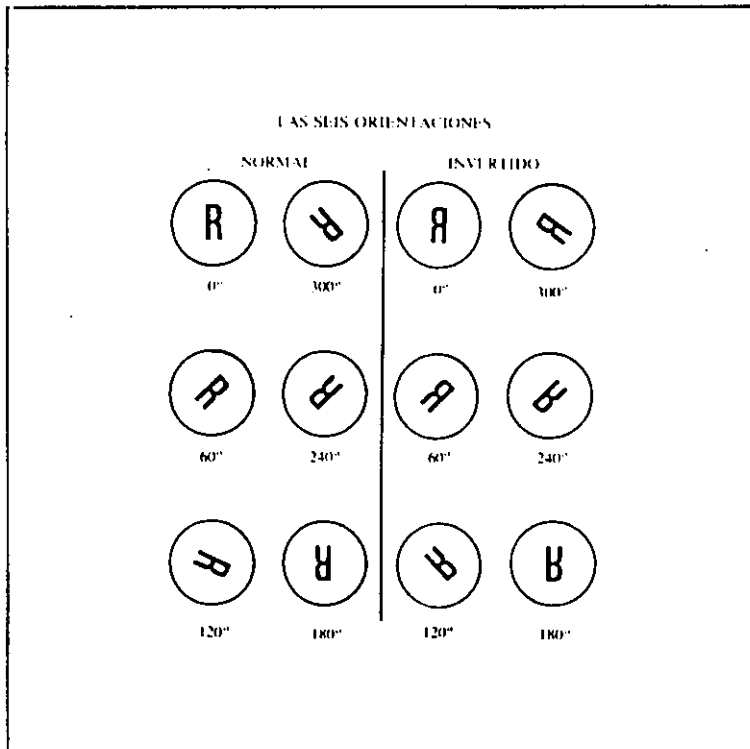 LAS SEIS ORIENTACIONES
NORMAL INVERTIDO
R R R R
0° 300° 0° 300°
R R R R
60° 240° 60° 240°
R R R R
120° 180° 120° 180°